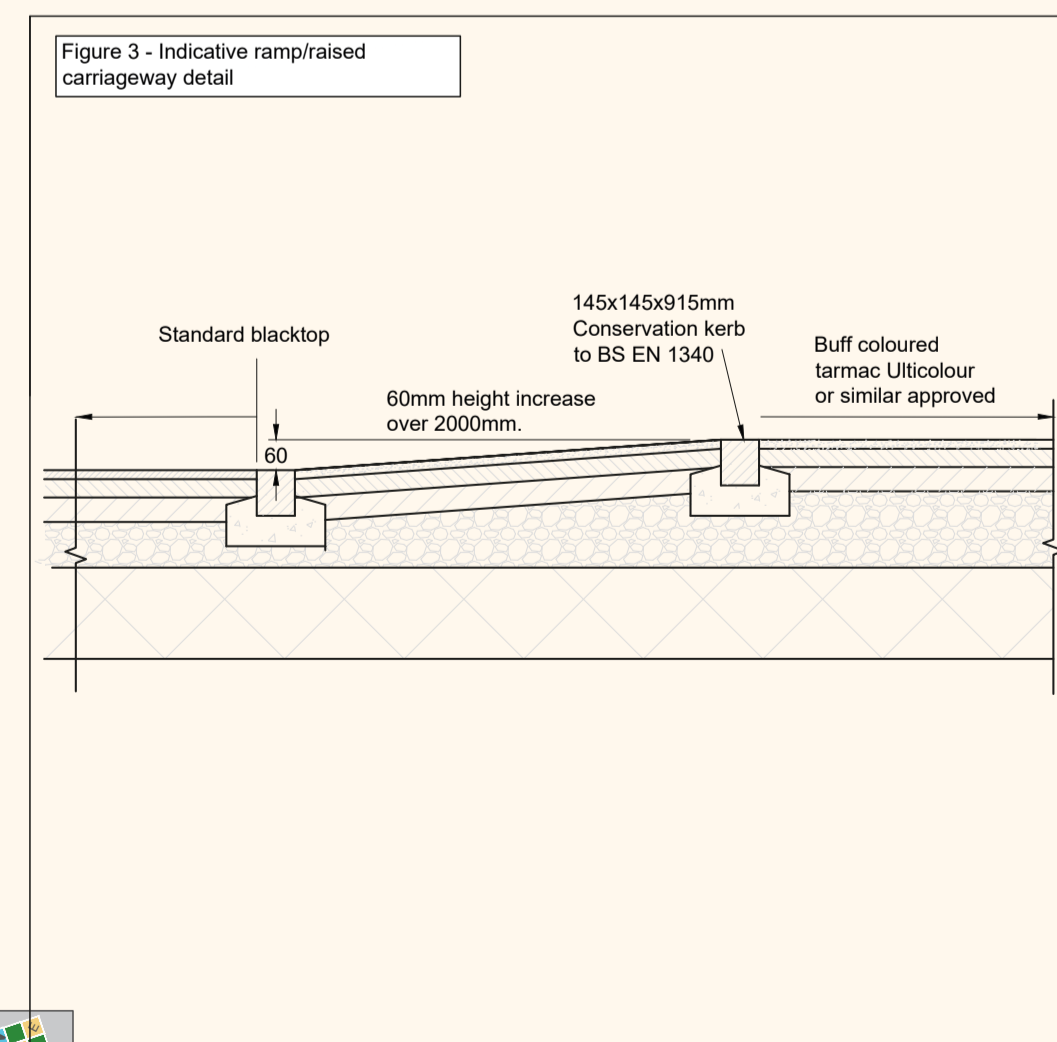 Figure 3 - Indicative ramp/raised
carriageway detail
145x145x915mm
Conservation kerb
to BS EN 1340
Standard blacktop
Buff coloured
tarmac Ulticolour
or similar approved
60mm height increase
over 2000mm.
60
E